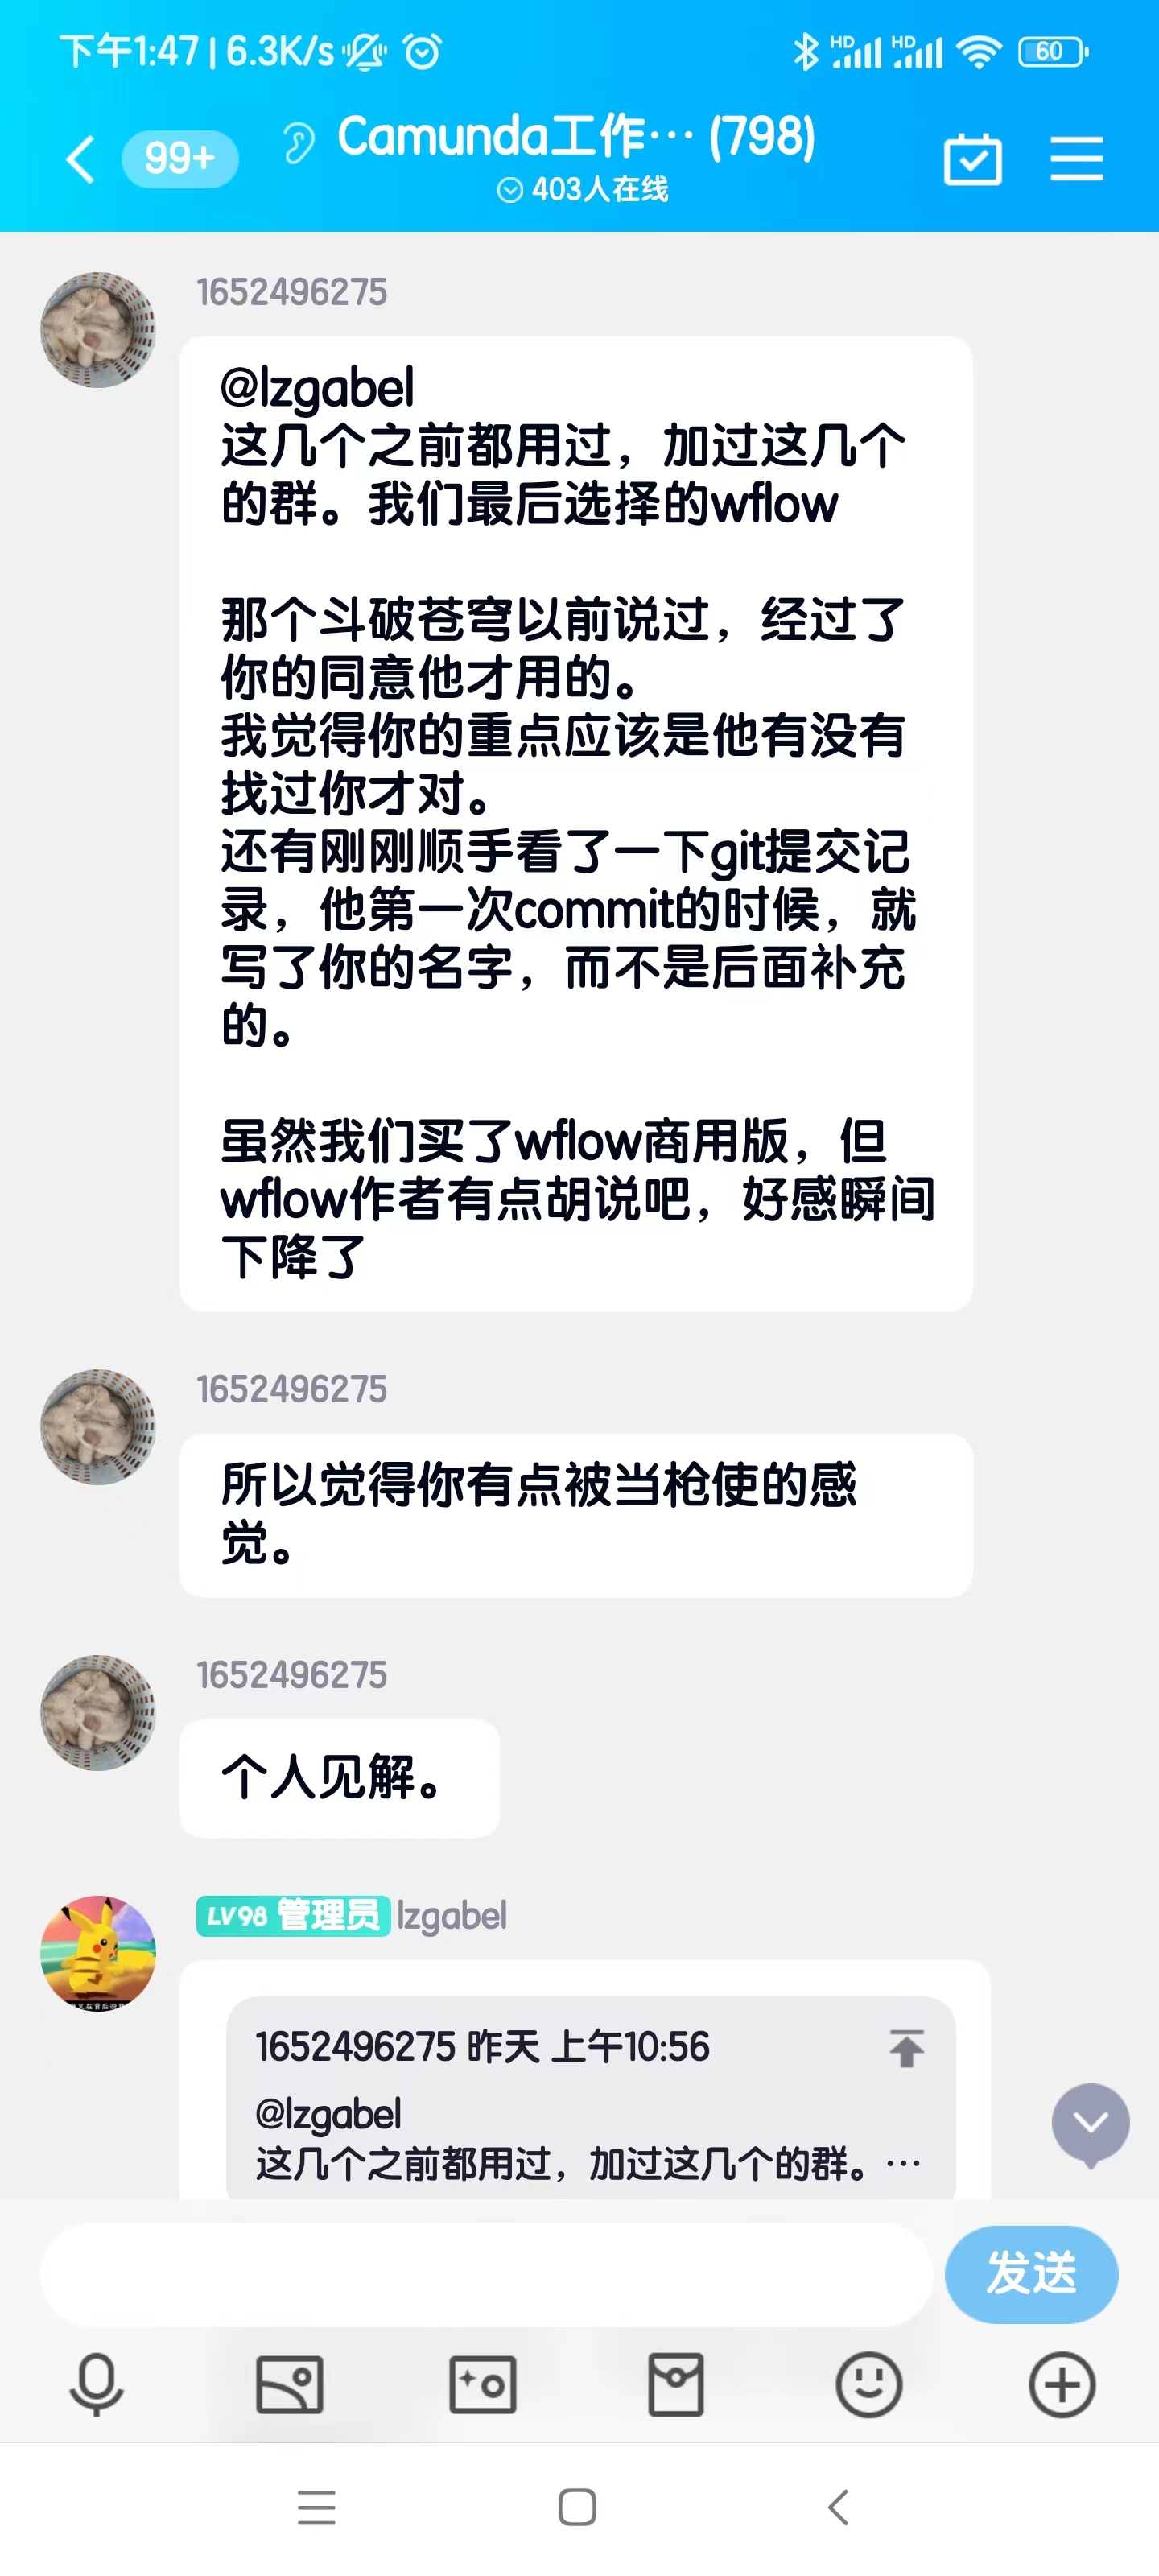 下午1:47 | 6.3K/s
HD HD 60
99+
Camunda工作… (798)
403人在线
1652496275
@lzgabel
这几个之前都用过，加过这几个
的群。我们最后选择的wflow
那个斗破苍穹以前说过，经过了
你的同意他才用的。
我觉得你的重点应该是他有没有
找过你才对。
还有刚刚顺手看了一下git提交记
录，他第一次commit的时候，就
写了你的名字，而不是后面补充
的。
虽然我们买了wflow商用版，但
wflow作者有点胡说吧，好感瞬间
下降了
1652496275
所以觉得你有点被当枪使的感
觉。
1652496275
个人见解。
LV98 管理员 lzgabel
1652496275 昨天 上午10:56
@lzgabel
这几个之前都用过，加过这几个的群。…
发送